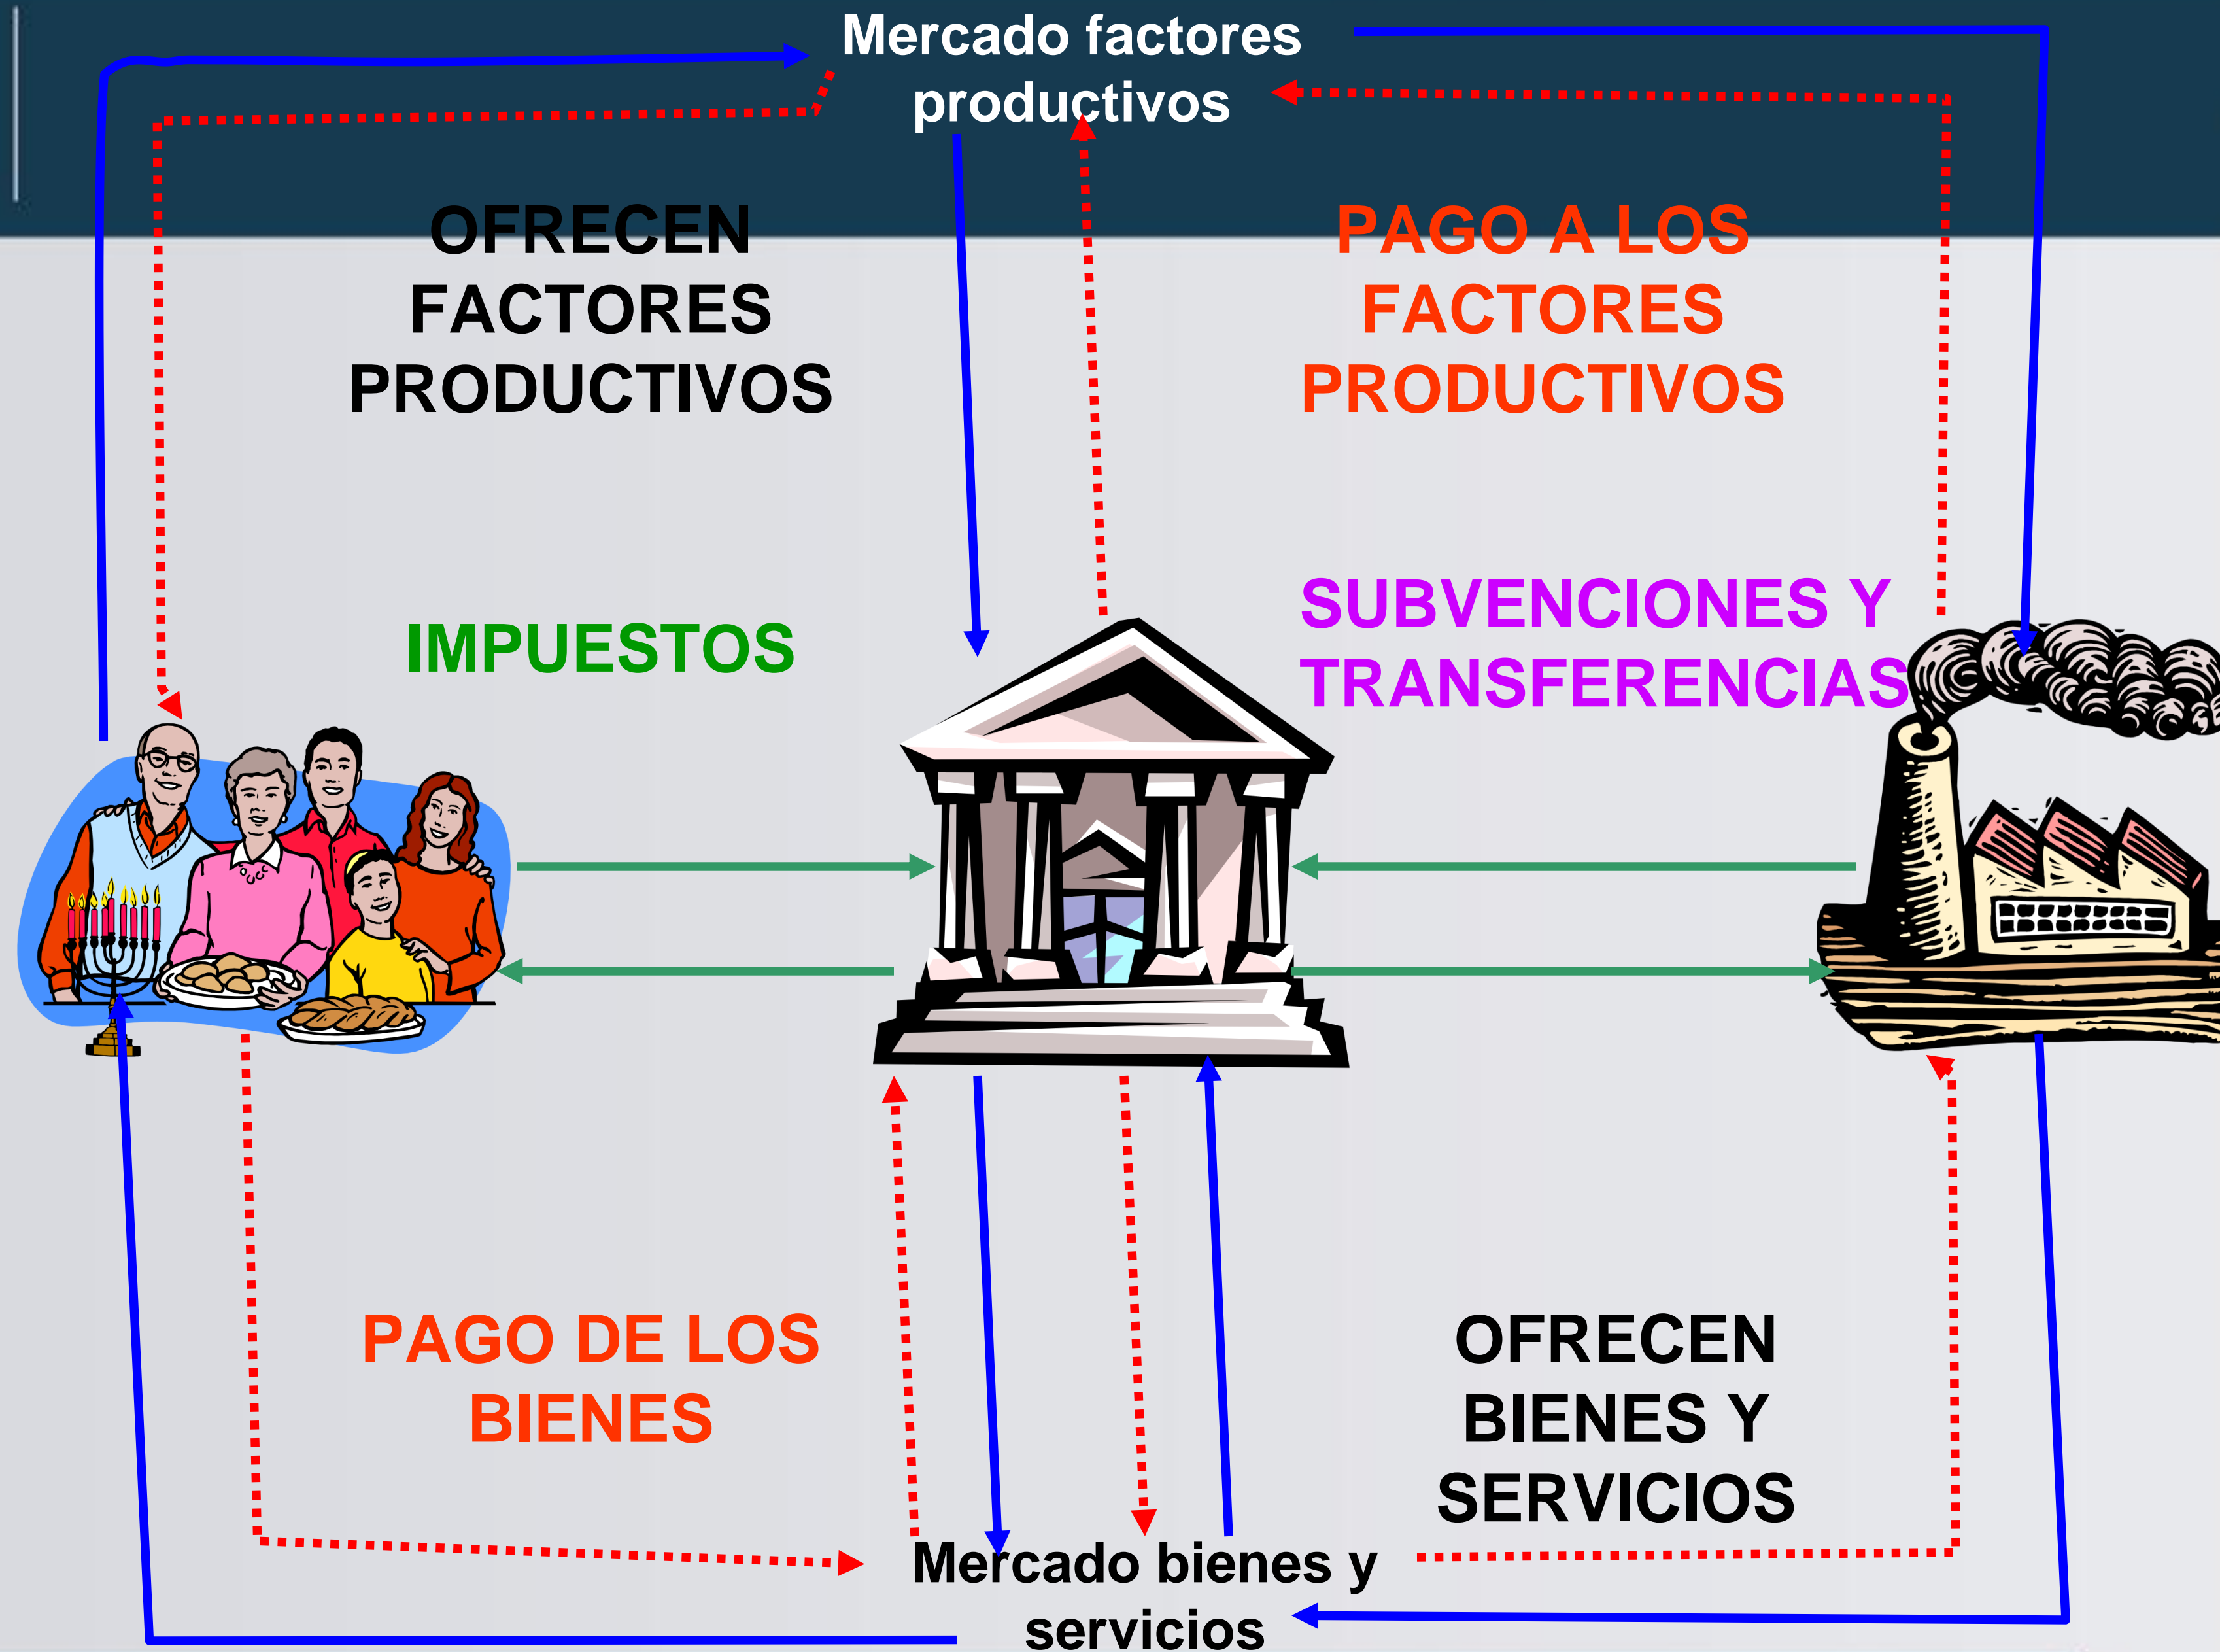 Mercado factores
productivos
OFRECEN
FACTORES
PRODUCTIVOS
PAGO A LOS
FACTORES
PRODUCTIVOS
IMPUESTOS
SUBVENCIONES Y
TRANSFERENCIAS
PAGO DE LOS
BIENES
OFRECEN
BIENES Y
SERVICIOS
Mercado bienes y
servicios